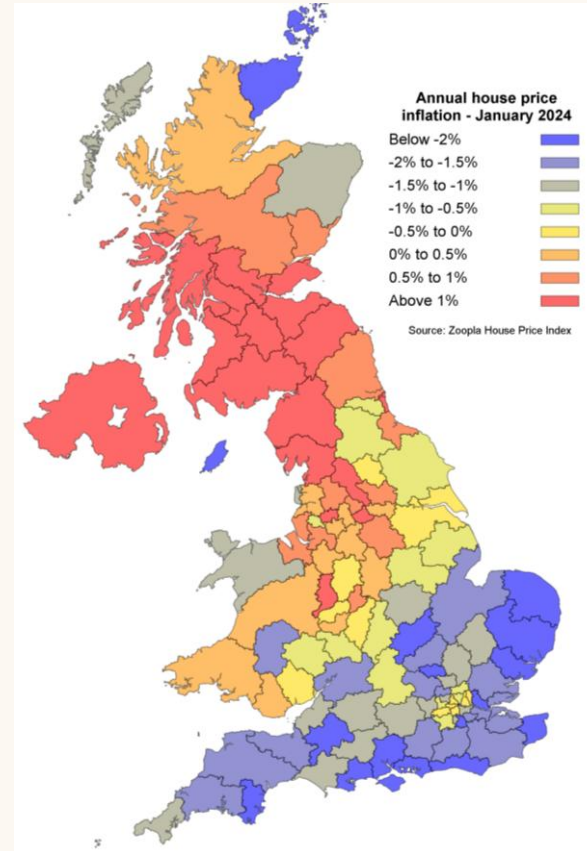 Annual house price
inflation - January 2024
Below -2%
-2% to -1.5%
-1.5% to -1%
-1% to -0.5%
-0.5% to 0%
0% to 0.5%
0.5% to 1%
Above 1%
Source: Zoopla House Price Index